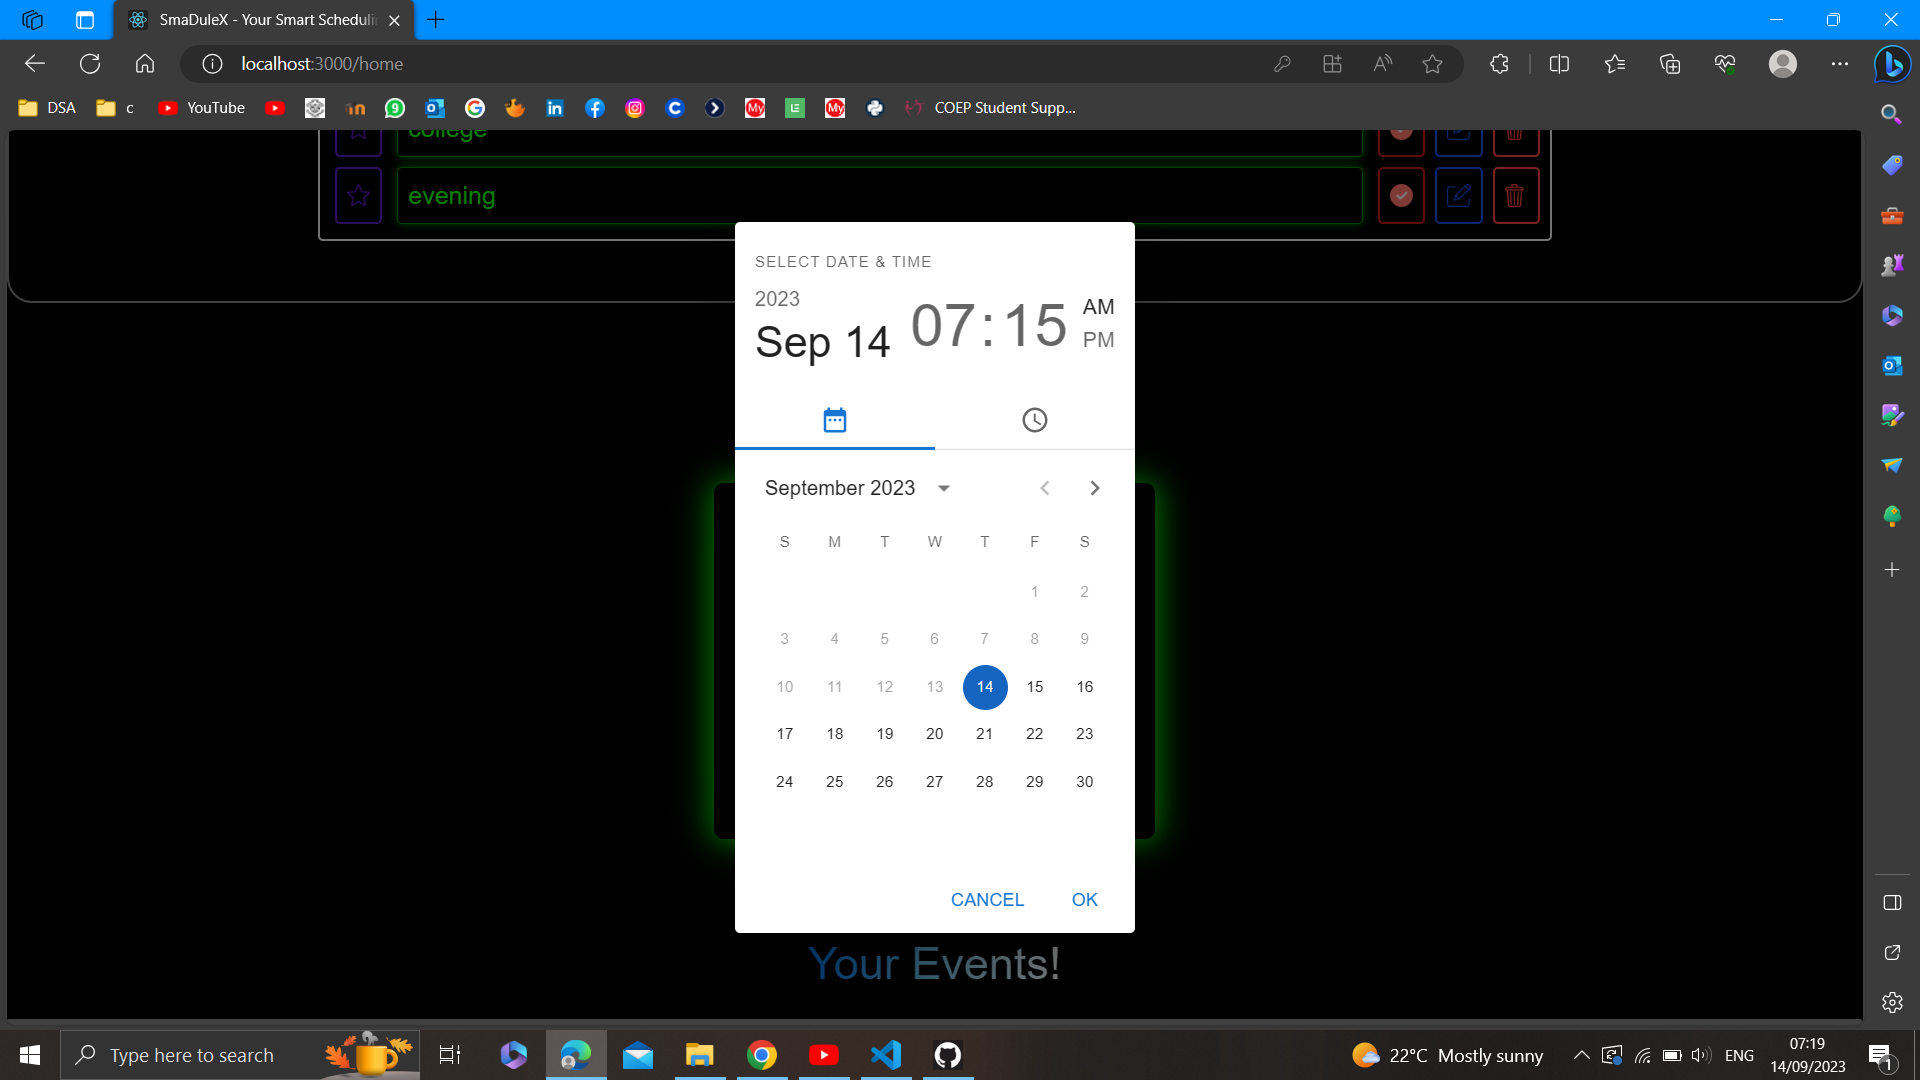 SmaDuleX - Your Smart Schedulin
localhost:3000/home
DSA
c
YouTube
COEP Student Supp...
college
evening
SELECT DATE & TIME
2023
Sep 14
07:15
AM
PM
September 2023
S M T W T F S
1 2
3 4 5 6 7 8 9
10 11 12 13 14 15 16
17 18 19 20 21 22 23
24 25 26 27 28 29 30
CANCEL OK
Your Events!
Type here to search
22°C Mostly sunny
ENG
07:19
14/09/2023
1